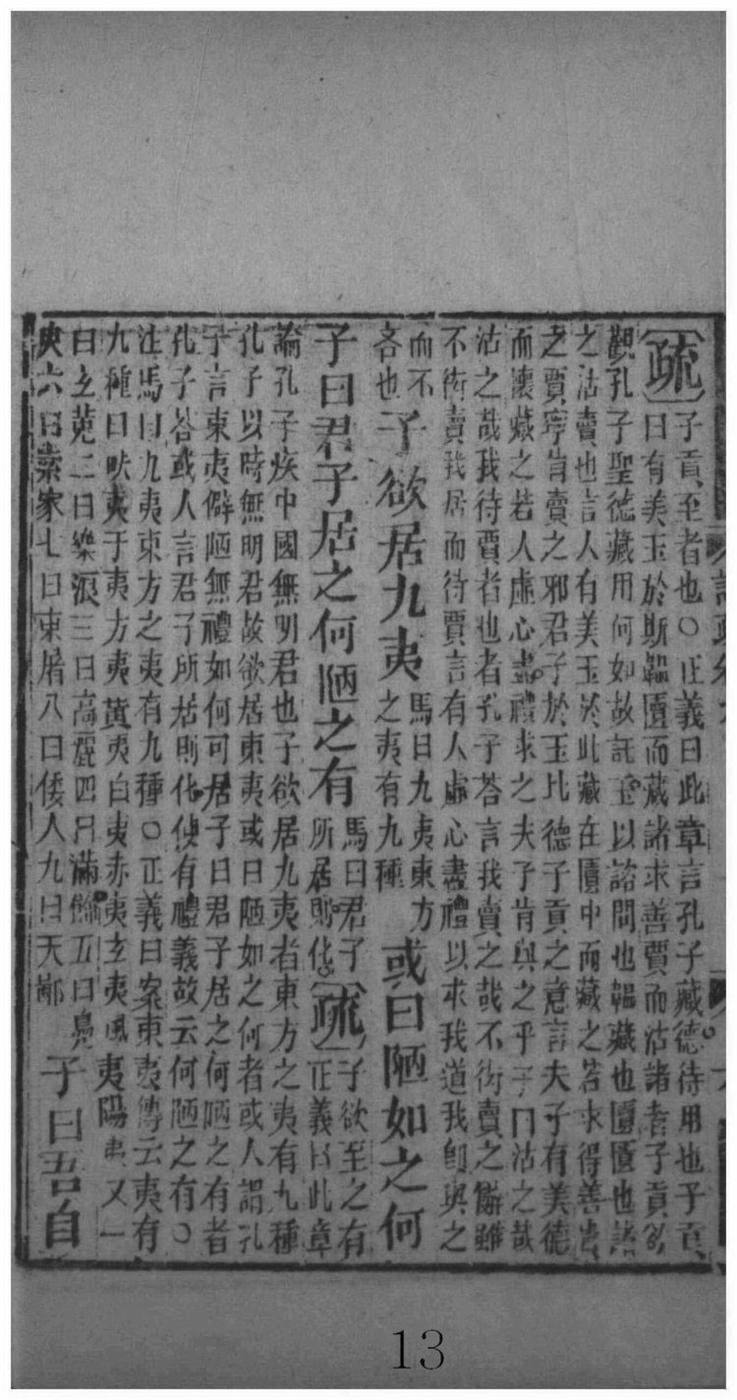 疏
子貢至者也○正義曰此章言孔子藏德待用也子貢
曰有美玉於斯韞匵而藏諸求善賈而沽諸者子貢欲
觀孔子聖德藏用何如故託玉以諮問也韞藏也匵匱也諸
之沽賣也言人有美玉於此藏在匱中而藏之若求得善貴
之賈寧肯賣之邪君子於玉比德子貢之意言夫子有美德
而懷藏之若人虛心盡禮求之夫子肯與之乎子曰沽之哉
沽之哉我待賈者也者孔子荅言我賣之哉不衒賣之辭雖
不衒賣我居而待賈言有人虛心盡禮以求我道我卽與之
而不
吝也
子欲居九夷
馬曰九夷東方
之夷有九種
或曰陋如之何
子曰君子居之何陋之有
馬曰君子
所居則化
疏
子欲至之有
正義曰此章
論孔子疾中國無明君也子欲居九夷者東方之夷有九種
孔子以時無明君故欲居東夷或曰陋如之何者或人謂孔
子言東夷僻陋無禮如何可居子曰君子居之何陋之有者
孔子荅或人言君子所居則化使有禮義故云何陋之有○
注馬曰九夷東方之夷有九種○正義曰案東夷傳云夷有
九種曰畎夷于夷方夷黃夷白夷赤夷玄夷風夷陽夷又一
曰玄菟二曰樂浪三曰高麗四曰滿飾五曰鳧
臾六曰索家七曰東屠八曰倭人九曰天鄙
子曰吾自
13